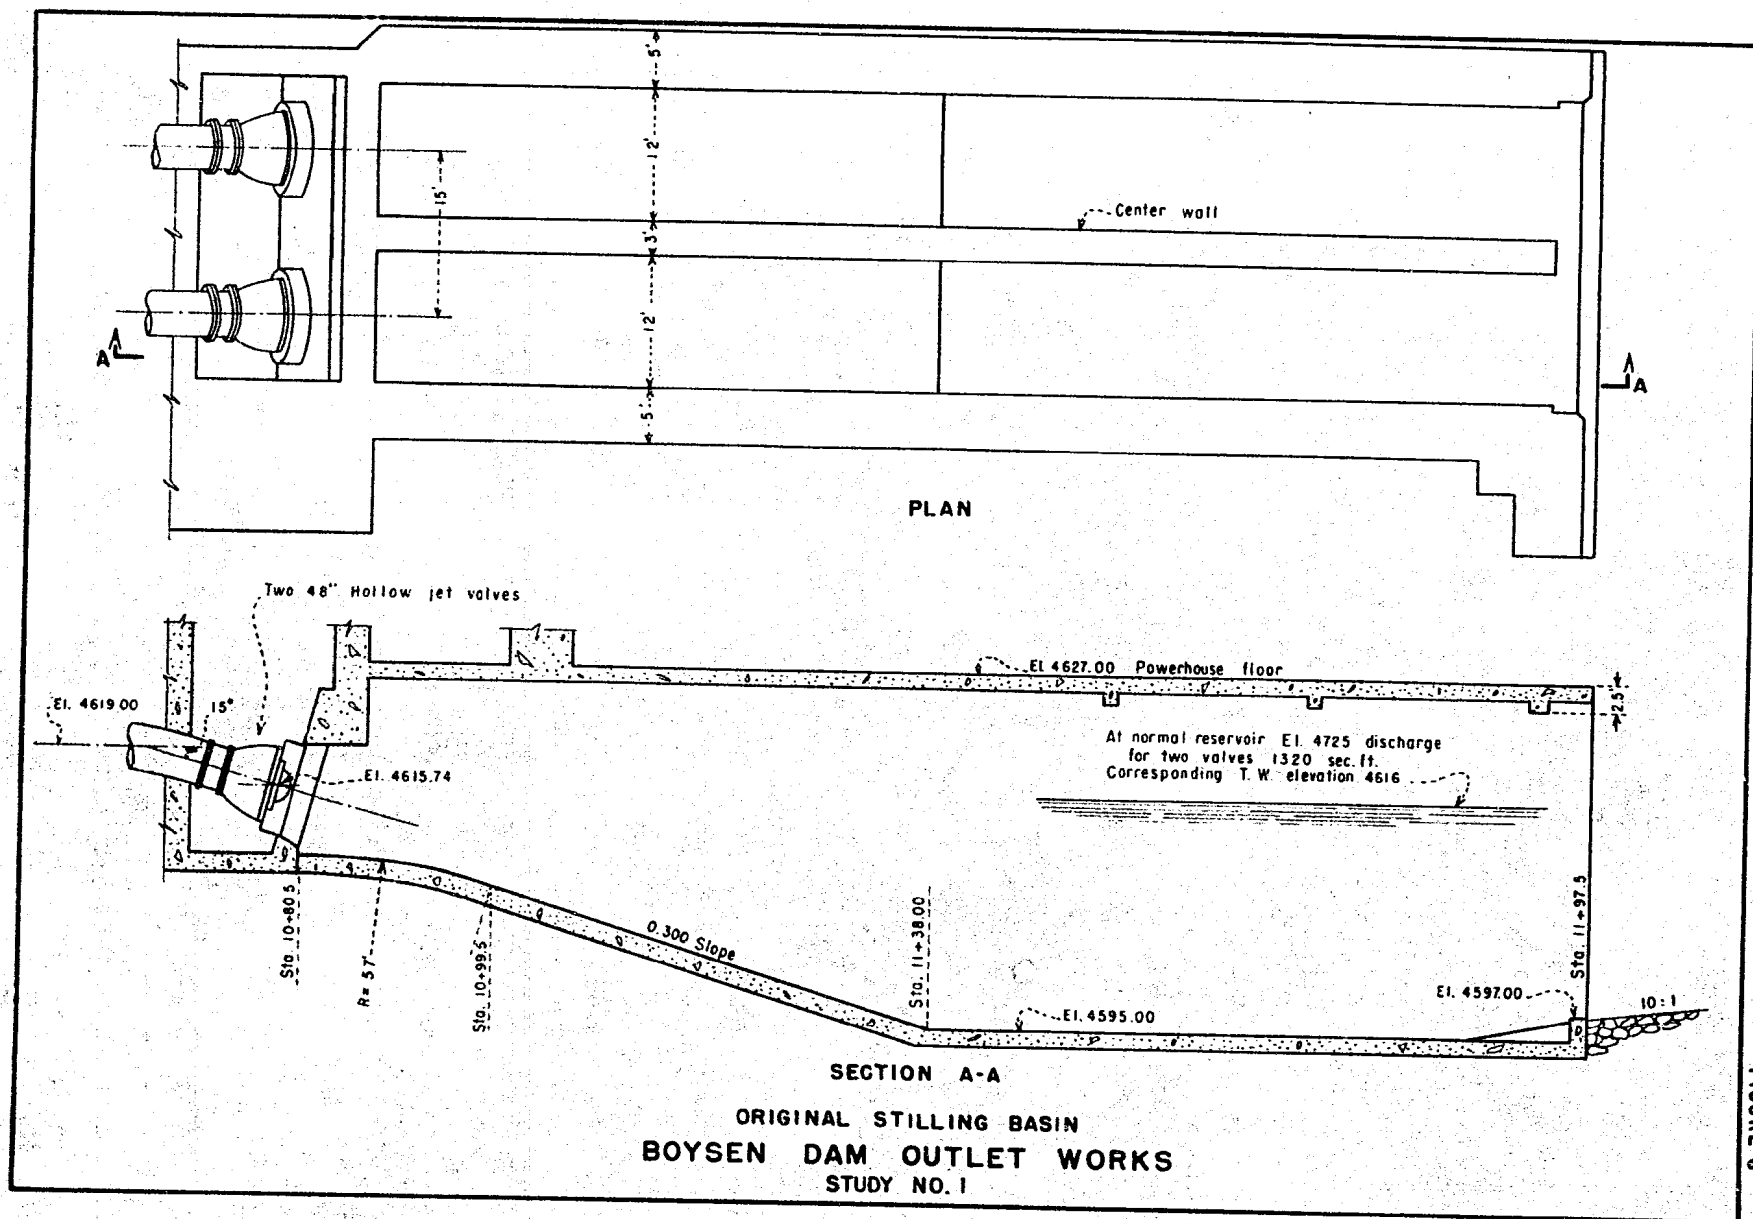 5'
12'
15'
Center wall
3'
12'
A
A
5'
PLAN
Two 48" Hollow jet valves
El. 4627.00 Powerhouse floor
2.5'
El. 4619.00
15°
At normal reservoir El. 4725 discharge
for two valves 1320 sec. ft.
Corresponding T. W. elevation 4616
El. 4615.74
Sta. 10+80.5
R= 57'
Sta. 10+99.5
0.300 Slope
Sta. 11+38.00
Sta. 11+97.5
El. 4597.00
10:1
El. 4595.00
SECTION A-A
ORIGINAL STILLING BASIN
BOYSEN DAM OUTLET WORKS
STUDY NO. 1